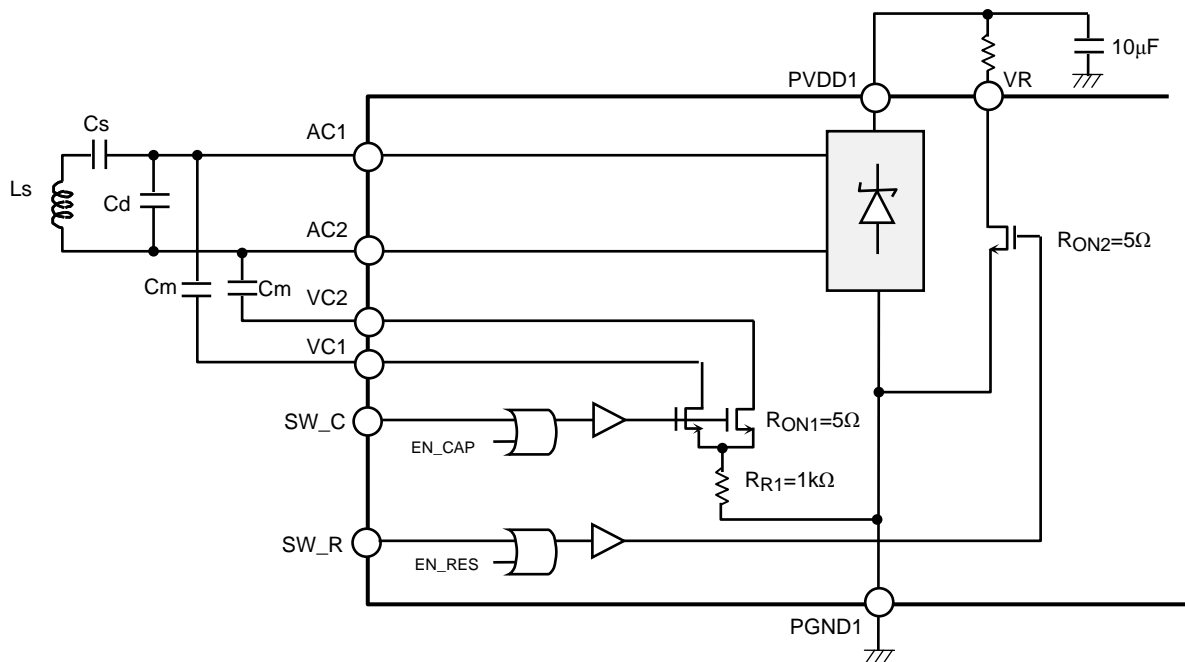 10μF
PVDD1
VR
Cs
AC1
Ls
Cd
AC2
RON2=5Ω
Cm
Cm
VC2
VC1
SW_C
EN_CAP
RON1=5Ω
RR1=1kΩ
SW_R
EN_RES
PGND1